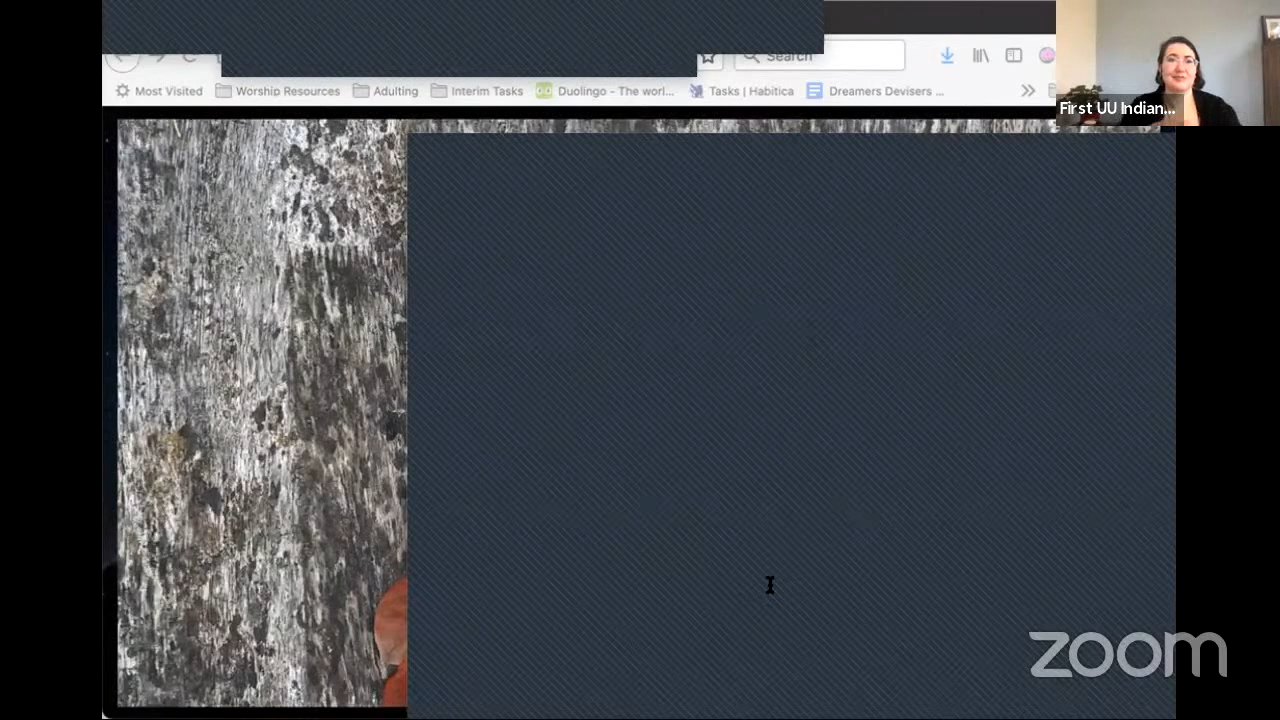 Search
Most Visited Worship Resources Adulting Interim Tasks Duolingo - The worl... Tasks | Habitica Dreamers Devisers ...
First UU Indian...
zoom